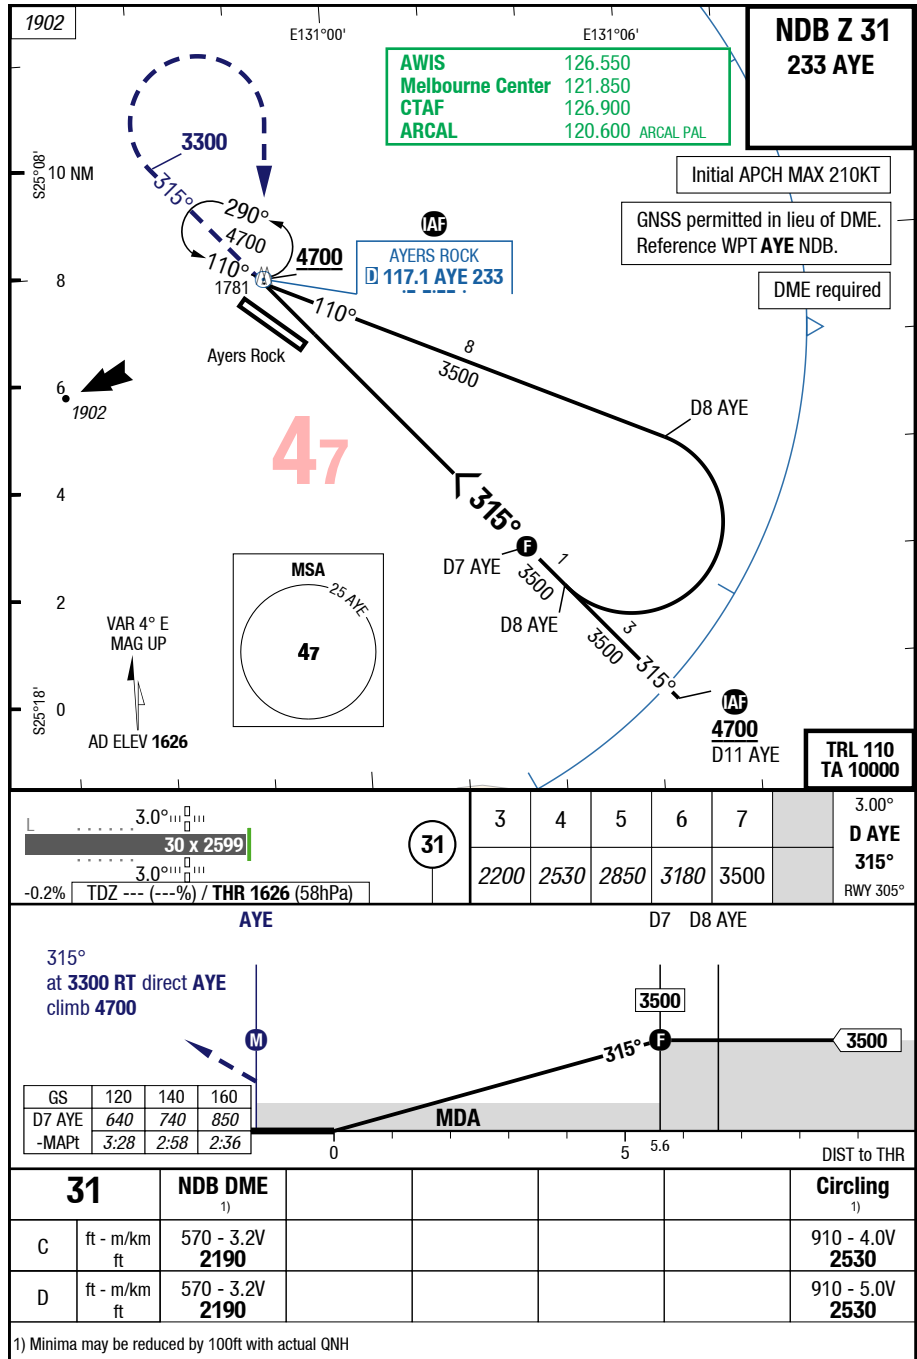 1902
E131°00'
E131°06'
NDB Z 31
233 AYE
AWIS 126.550
Melbourne Center 121.850
CTAF 126.900
ARCAL 120.600 ARCAL PAL
S25°08'
10 NM
3300
315°
Initial APCH MAX 210KT
GNSS permitted in lieu of DME.
Reference WPT AYE NDB.
DME required
290°
4700
110°
IAF
4700
AYERS ROCK
D 117.1 AYE 233
8
1781
110°
Ayers Rock
8
3500
D8 AYE
6
1902
47
4
315°
F
D7 AYE
1
3500
D8 AYE
3
3500
315°
MSA
25 AYE
47
2
VAR 4° E
MAG UP
S25°18'
0
AD ELEV 1626
IAF
4700
D11 AYE
TRL 110
TA 10000
3.0°
L
30 x 2599
3.0°
-0.2%
TDZ --- (---%) / THR 1626 (58hPa)
31
3 4 5 6 7
2200 2530 2850 3180 3500
3.00°
D AYE
315°
RWY 305°
AYE
D7 D8 AYE
315°
at 3300 RT direct AYE
climb 4700
M
3500
F
315°
3500
GS 120 140 160
D7 AYE 640 740 850
-MAPt 3:28 2:58 2:36
MDA
0 5 5.6 DIST to THR
31 NDB DME 1) Circling 1)
C ft - m/km 570 - 3.2V 910 - 4.0V
ft 2190 2530
D ft - m/km 570 - 3.2V 910 - 5.0V
ft 2190 2530
1) Minima may be reduced by 100ft with actual QNH